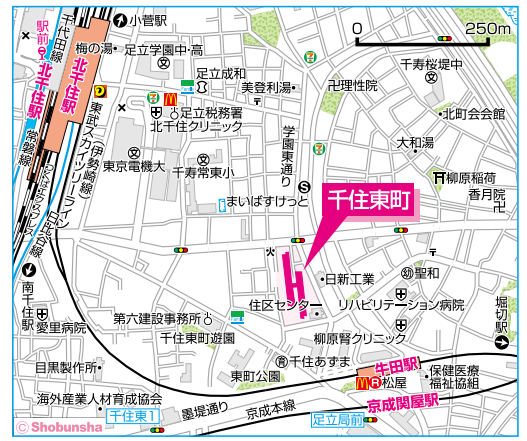 小菅駅
0 250m
千代田線
駅前
北千住駅
北千住駅
梅の湯
足立学園中・高
足立成和
美登利湯
理性院
千寿桜堤中
足立税務署
北千住クリニック
北町会会館
大和湯
常磐線
つくばエクスプレス
日比谷線
東武スカイツリーライン
(伊勢崎線)
東京電機大
千寿常東小
学園東通り
柳原稲荷
香月院
まいばすけっと
千住東町
南千住駅
愛里病院
第六建設事務所
千住東町遊園
住区センター
日新工業
聖和
リハビリテーション病院
堀切駅
柳原腎クリニック
千住あずま
東町公園
牛田駅
松屋
保健医療
福祉協組
京成関屋駅
目黒製作所
海外産業人材育成協会
千住東1
墨堤通り
京成本線
足立局前
© Shobunsha